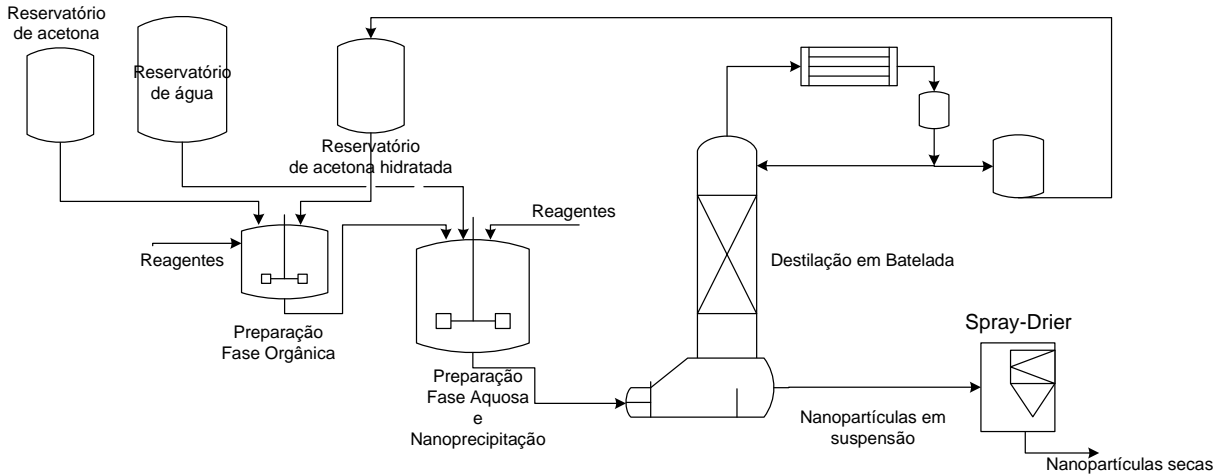 Reservatório
de acetona
Reservatório
de água
Reservatório
de acetona hidratada
Reagentes
Reagentes
Preparação
Fase Orgânica
Preparação
Fase Aquosa
e
Nanoprecipitação
Destilação em Batelada
Spray-Drier
Nanopartículas em
suspensão
Nanopartículas secas